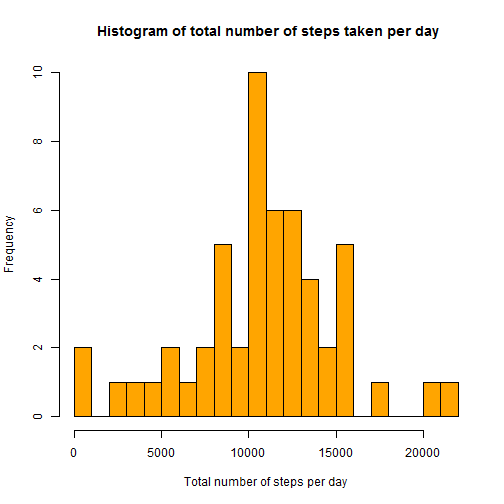 Histogram of total number of steps taken per day
Frequency
10
8
6
4
2
0
0 5000 10000 15000 20000
Total number of steps per day